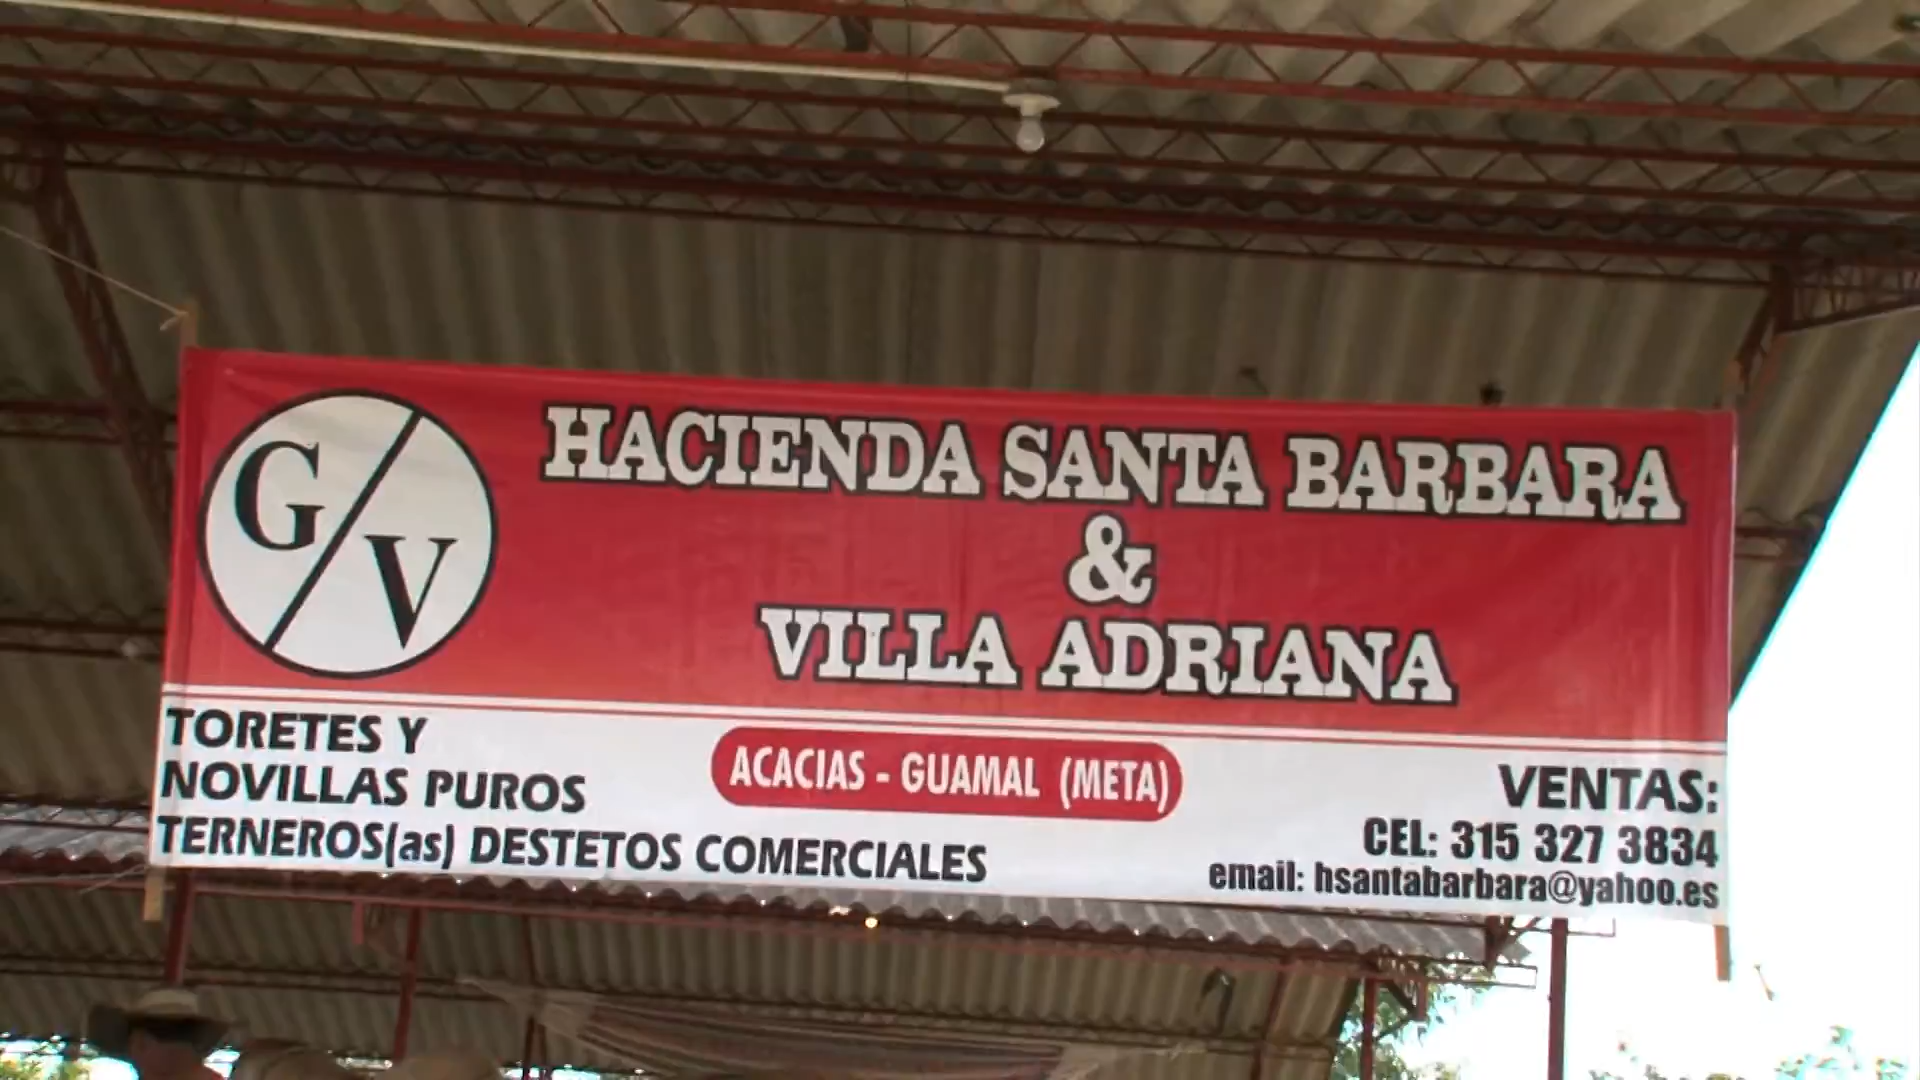 G/V
HACIENDA SANTA BARBARA
&
VILLA ADRIANA
TORETES Y
NOVILLAS PUROS
TERNEROS(as) DESTETOS COMERCIALES
ACACIAS - GUAMAL (META)
VENTAS:
CEL: 315 327 3834
email: hsantabarbara@yahoo.es